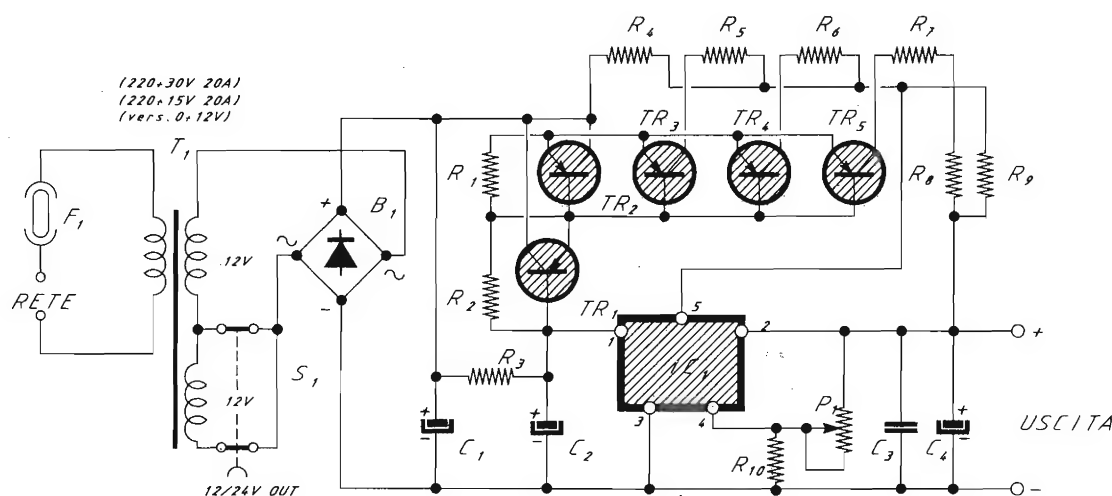 R4
R5
R6
R7
(220÷30V 20A)
(220÷15V 20A)
(vers. 0÷12V)
T1
TR3
TR4
TR5
F1
R1
B1
R8
R9
+
~
~
-
12V
TR2
RETE
R2
TR1
5
1
2
+
S1
R3
iC1
12V
3
4
P1
USCITA
+
-
C1
+
-
C2
R10
C3
+
-
C4
12/24V OUT
-